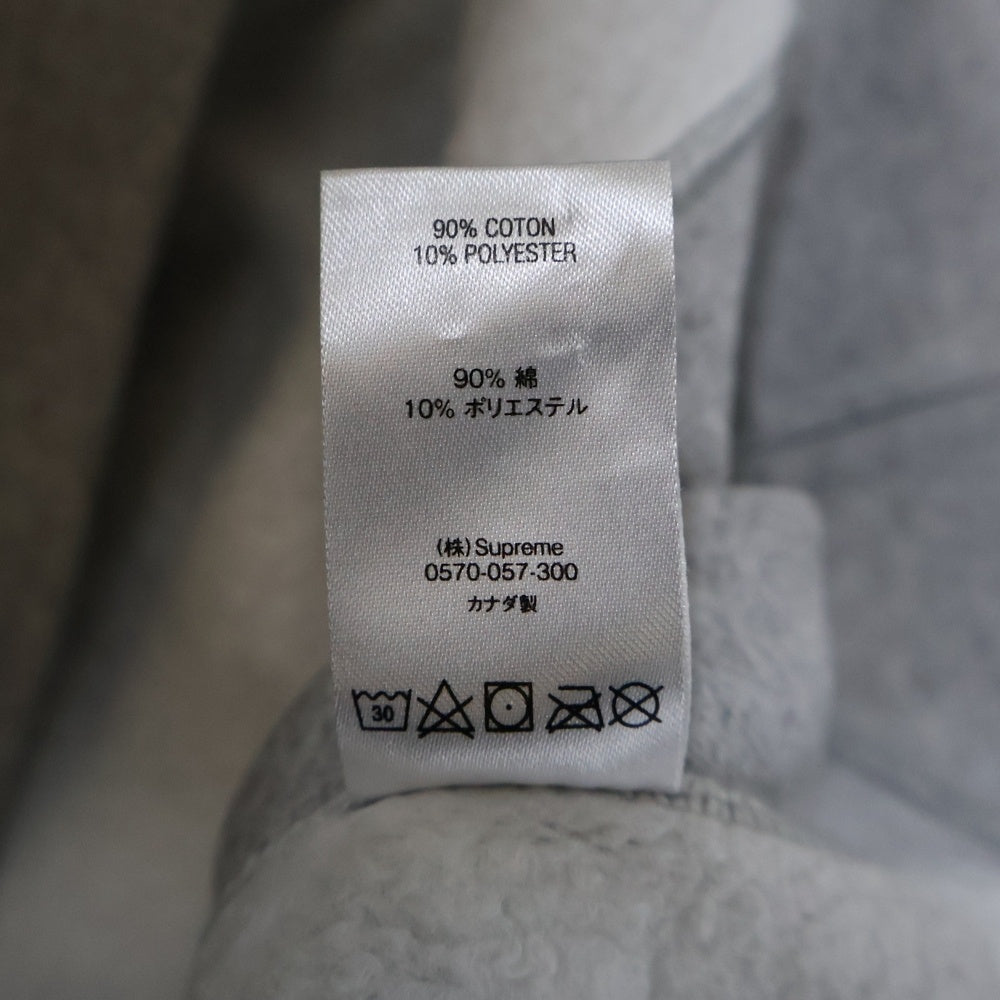 90% COTON
10% POLYESTER
90% 綿
10% ポリエステル
(株)Supreme
0570-057-300
カナダ製
30